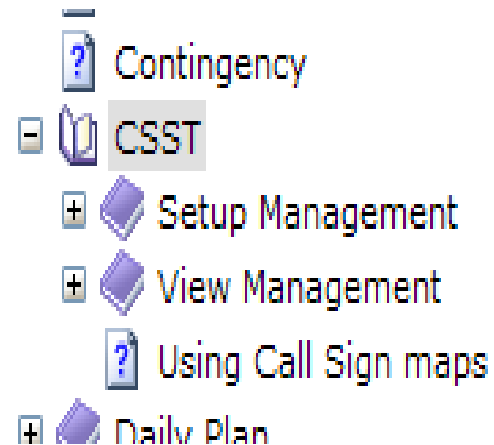 Contingency
CSST
Setup Management
View Management
Using Call Sign maps
Daily Plan